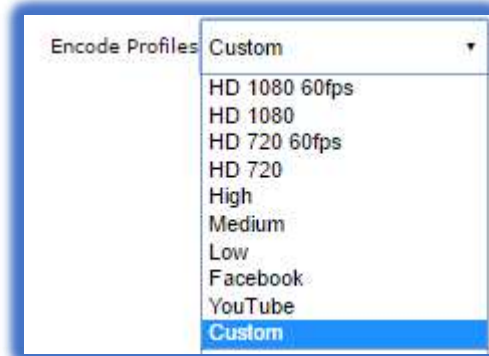 Encode Profiles Custom
HD 1080 60fps
HD 1080
HD 720 60fps
HD 720
High
Medium
Low
Facebook
YouTube
Custom